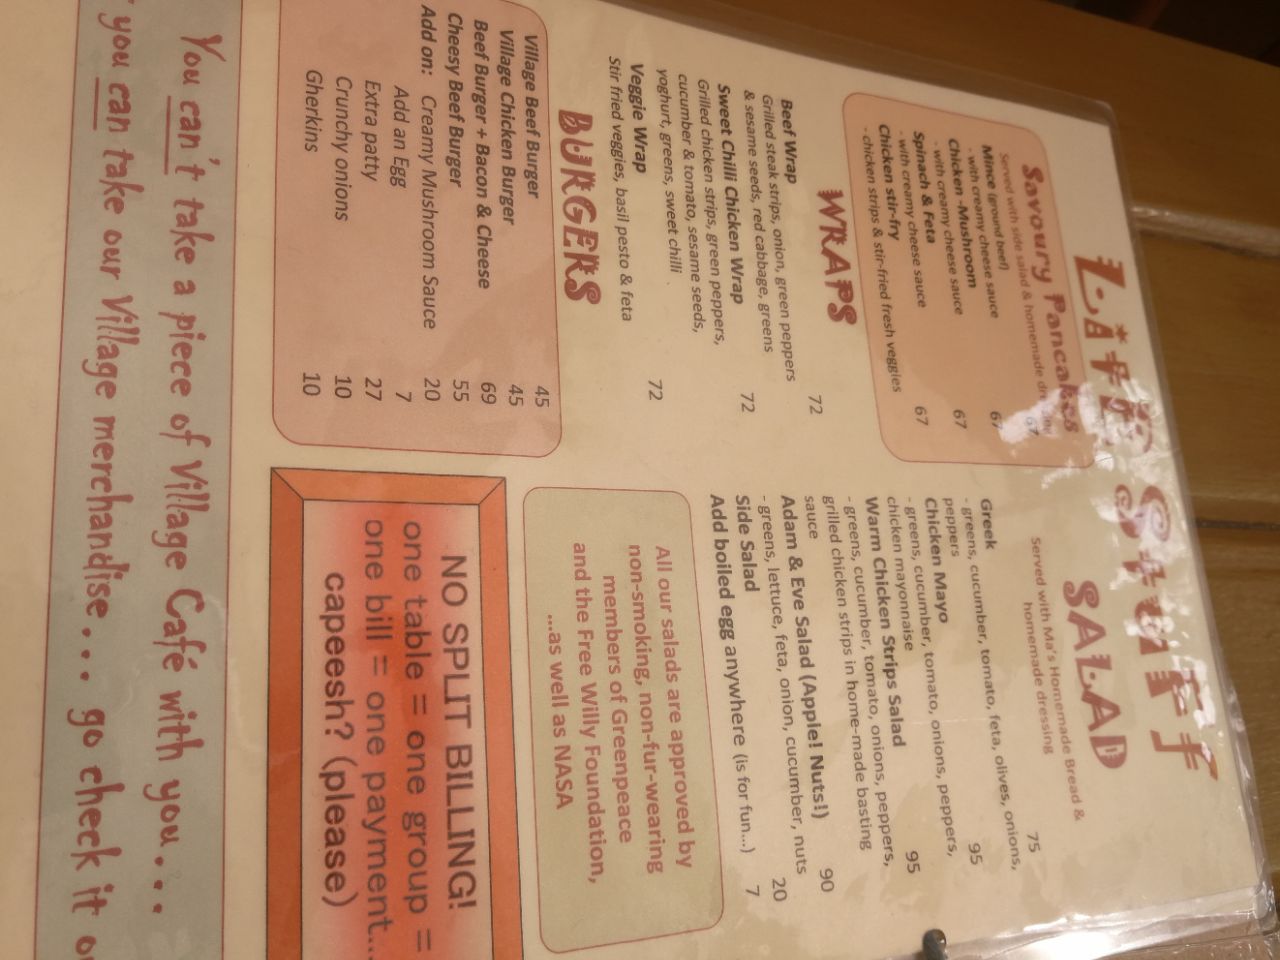 Lite Stuff
Savoury Pancakes
Served with side salad & homemade dressing
Mince (ground beef) 67
- with creamy cheese sauce
Chicken -Mushroom 67
- with creamy cheese sauce
Spinach & Feta 67
- with creamy cheese sauce
Chicken stir-fry 67
- chicken strips & stir-fried fresh veggies
WRAPS
Beef Wrap 72
Grilled steak strips, onion, green peppers
& sesame seeds, red cabbage, greens
Sweet Chilli Chicken Wrap 72
Grilled chicken strips, green peppers,
cucumber & tomato, sesame seeds,
yoghurt, greens, sweet chilli
Veggie Wrap 72
Stir fried veggies, basil pesto & feta
BURGERS
Village Beef Burger 45
Village Chicken Burger 45
Beef Burger + Bacon & Cheese 69
Cheesy Beef Burger 55
Add on: Creamy Mushroom Sauce 20
Add an Egg 7
Extra patty 27
Crunchy onions 10
Gherkins 10
SALAD
Served with Ma's Homemade Bread &
homemade dressing
Greek 75
- greens, cucumber, tomato, feta, olives, onions,
peppers
Chicken Mayo 95
- greens, cucumber, tomato, onions, peppers,
chicken mayonnaise
Warm Chicken Strips Salad 95
- greens, cucumber, tomato, onions, peppers,
grilled chicken strips in home-made basting
sauce
Adam & Eve Salad (Apple! Nuts!) 90
- greens, lettuce, feta, onion, cucumber, nuts
Side Salad 20
Add boiled egg anywhere (is for fun...) 7
All our salads are approved by
non-smoking, non-fur-wearing
members of Greenpeace
and the Free Willy Foundation,
...as well as NASA
NO SPLIT BILLING!
one table = one group =
one bill = one payment...
capeesh? (please)
You can't take a piece of Village Café with you....
you can take our Village merchandise... go check it